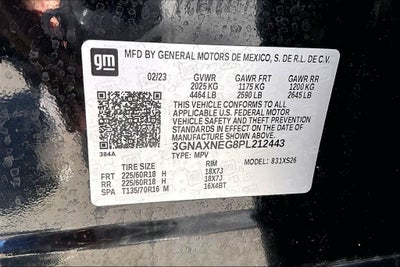 gm
MFD BY GENERAL MOTORS DE MEXICO, S. DE R.L. DE C.V.
02/23 GVWR GAWR FRT GAWR RR
2025 KG 1175 KG 1200 KG
4464 LB 2590 LB 2645 LB
THIS VEHICLE CONFORMS TO ALL
APPLICABLE U.S. FEDERAL MOTOR
VEHICLE SAFETY, BUMPER, AND THEFT
PREVENTION STANDARDS IN EFFECT ON
THE DATE OF MANUFACTURE SHOWN ABOVE.
384A 3GNAXNEG8PL212443
TYPE: MPV MODEL: 831XS26
TIRE SIZE RIM
FRT 225/60R18 H 18X7J
RR 225/60R18 H 18X7J
SPA T135/70R16 M 16X4BT